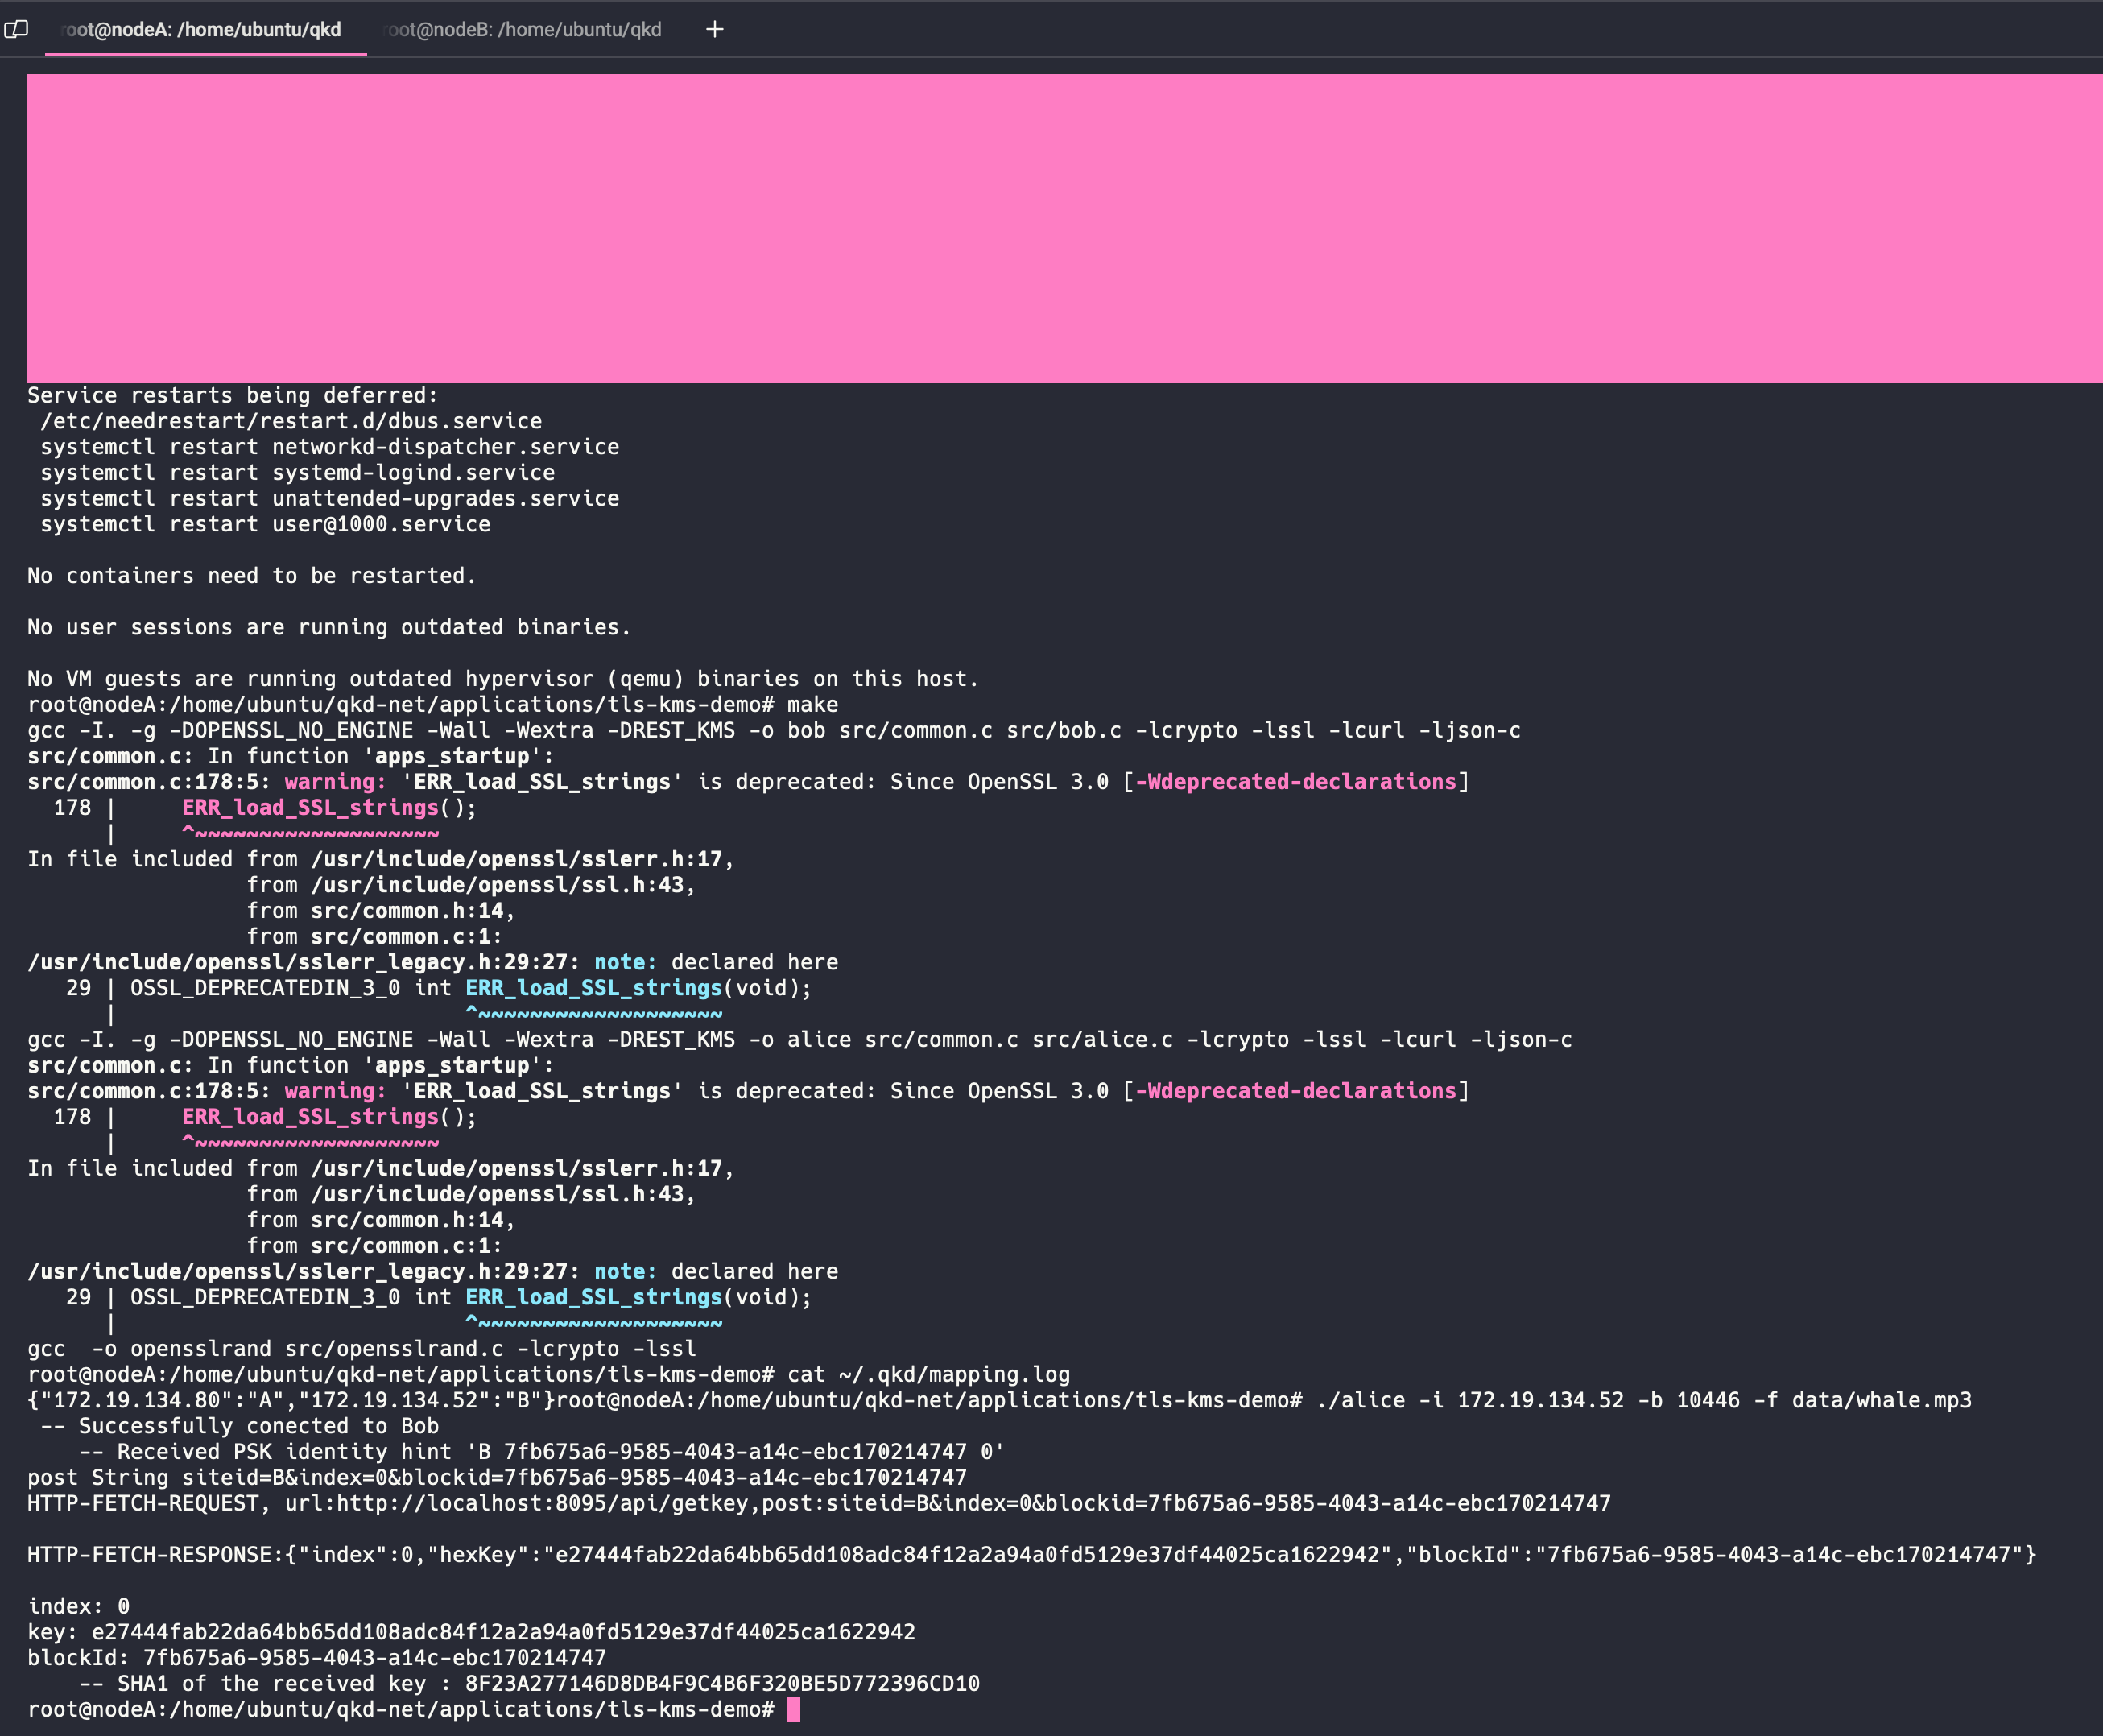 root@nodeA: /home/ubuntu/qkd
root@nodeB: /home/ubuntu/qkd
+
Service restarts being deferred:
 /etc/needrestart/restart.d/dbus.service
 systemctl restart networkd-dispatcher.service
 systemctl restart systemd-logind.service
 systemctl restart unattended-upgrades.service
 systemctl restart user@1000.service
No containers need to be restarted.
No user sessions are running outdated binaries.
No VM guests are running outdated hypervisor (qemu) binaries on this host.
root@nodeA:/home/ubuntu/qkd-net/applications/tls-kms-demo# make
gcc -I. -g -DOPENSSL_NO_ENGINE -Wall -Wextra -DREST_KMS -o bob src/common.c src/bob.c -lcrypto -lssl -lcurl -ljson-c
src/common.c: In function 'apps_startup':
src/common.c:178:5: warning: 'ERR_load_SSL_strings' is deprecated: Since OpenSSL 3.0 [-Wdeprecated-declarations]
  178 |     ERR_load_SSL_strings();
      |     ^~~~~~~~~~~~~~~~~~~~
In file included from /usr/include/openssl/sslerr.h:17,
                 from /usr/include/openssl/ssl.h:43,
                 from src/common.h:14,
                 from src/common.c:1:
/usr/include/openssl/sslerr_legacy.h:29:27: note: declared here
   29 | OSSL_DEPRECATEDIN_3_0 int ERR_load_SSL_strings(void);
      |                           ^~~~~~~~~~~~~~~~~~~~
gcc -I. -g -DOPENSSL_NO_ENGINE -Wall -Wextra -DREST_KMS -o alice src/common.c src/alice.c -lcrypto -lssl -lcurl -ljson-c
src/common.c: In function 'apps_startup':
src/common.c:178:5: warning: 'ERR_load_SSL_strings' is deprecated: Since OpenSSL 3.0 [-Wdeprecated-declarations]
  178 |     ERR_load_SSL_strings();
      |     ^~~~~~~~~~~~~~~~~~~~
In file included from /usr/include/openssl/sslerr.h:17,
                 from /usr/include/openssl/ssl.h:43,
                 from src/common.h:14,
                 from src/common.c:1:
/usr/include/openssl/sslerr_legacy.h:29:27: note: declared here
   29 | OSSL_DEPRECATEDIN_3_0 int ERR_load_SSL_strings(void);
      |                           ^~~~~~~~~~~~~~~~~~~~
gcc  -o opensslrand src/opensslrand.c -lcrypto -lssl
root@nodeA:/home/ubuntu/qkd-net/applications/tls-kms-demo# cat ~/.qkd/mapping.log
{"172.19.134.80":"A","172.19.134.52":"B"}root@nodeA:/home/ubuntu/qkd-net/applications/tls-kms-demo# ./alice -i 172.19.134.52 -b 10446 -f data/whale.mp3
 -- Successfully conected to Bob
    -- Received PSK identity hint 'B 7fb675a6-9585-4043-a14c-ebc170214747 0'
post String siteid=B&index=0&blockid=7fb675a6-9585-4043-a14c-ebc170214747
HTTP-FETCH-REQUEST, url:http://localhost:8095/api/getkey,post:siteid=B&index=0&blockid=7fb675a6-9585-4043-a14c-ebc170214747
HTTP-FETCH-RESPONSE:{"index":0,"hexKey":"e27444fab22da64bb65dd108adc84f12a2a94a0fd5129e37df44025ca1622942","blockId":"7fb675a6-9585-4043-a14c-ebc170214747"}
index: 0
key: e27444fab22da64bb65dd108adc84f12a2a94a0fd5129e37df44025ca1622942
blockId: 7fb675a6-9585-4043-a14c-ebc170214747
    -- SHA1 of the received key : 8F23A277146D8DB4F9C4B6F320BE5D772396CD10
root@nodeA:/home/ubuntu/qkd-net/applications/tls-kms-demo#